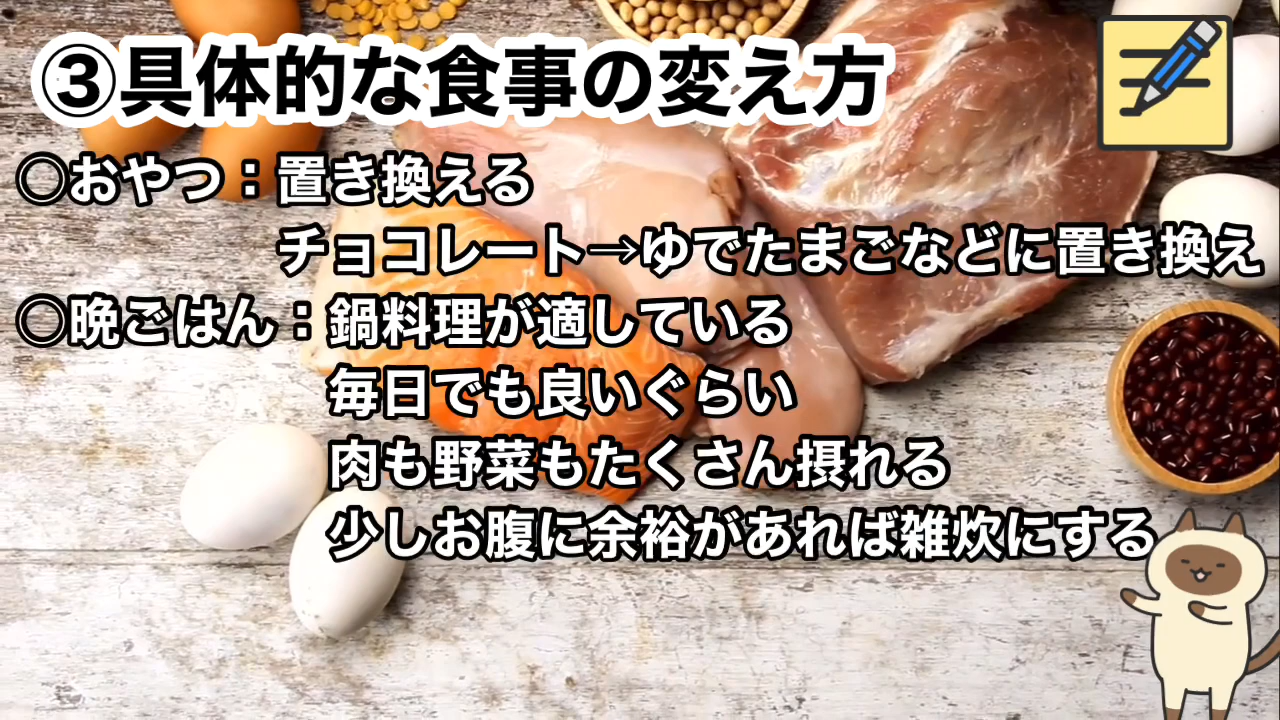 ③具体的な食事の変え方
〇おやつ：置き換える
チョコレート→ゆでたまごなどに置き換え
〇晩ごはん：鍋料理が適している
毎日でも良いぐらい
肉も野菜もたくさん摂れる
少しお腹に余裕があれば雑炊にする